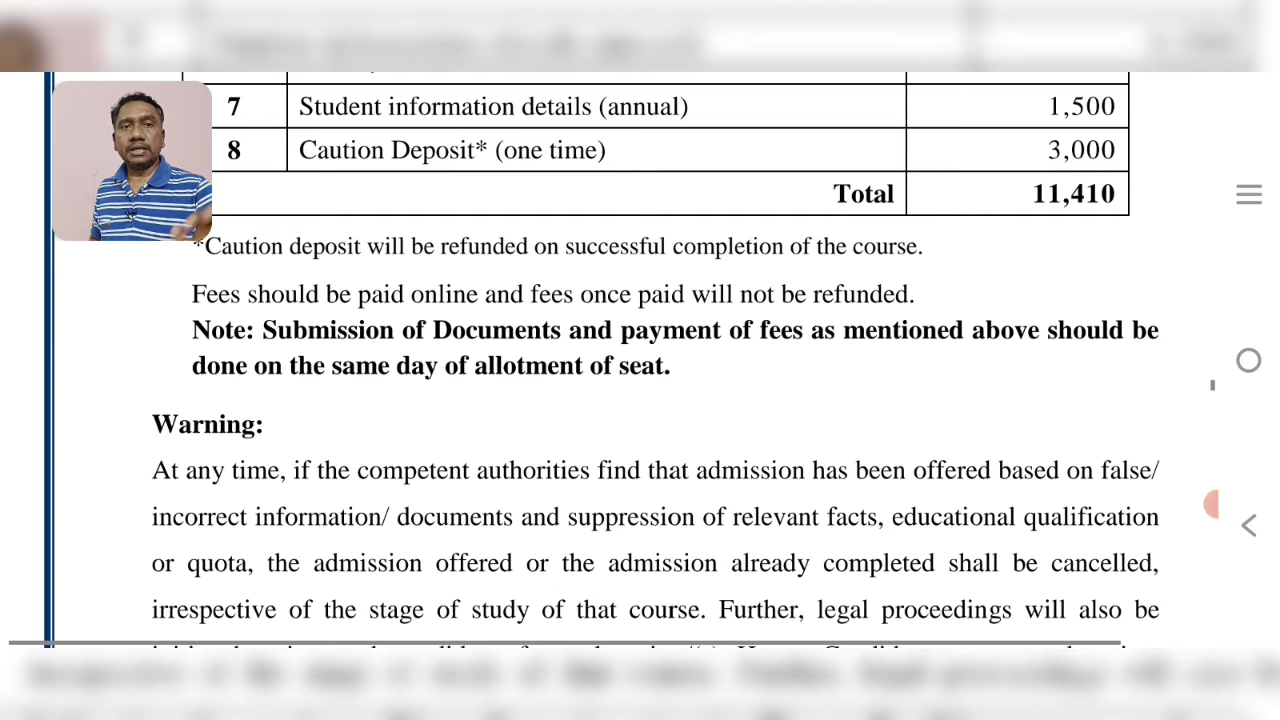 7 Student information details (annual) 1,500
8 Caution Deposit* (one time) 3,000
Total 11,410
*Caution deposit will be refunded on successful completion of the course.
Fees should be paid online and fees once paid will not be refunded.
Note: Submission of Documents and payment of fees as mentioned above should be
done on the same day of allotment of seat.
Warning:
At any time, if the competent authorities find that admission has been offered based on false/
incorrect information/ documents and suppression of relevant facts, educational qualification
or quota, the admission offered or the admission already completed shall be cancelled,
irrespective of the stage of study of that course. Further, legal proceedings will also be